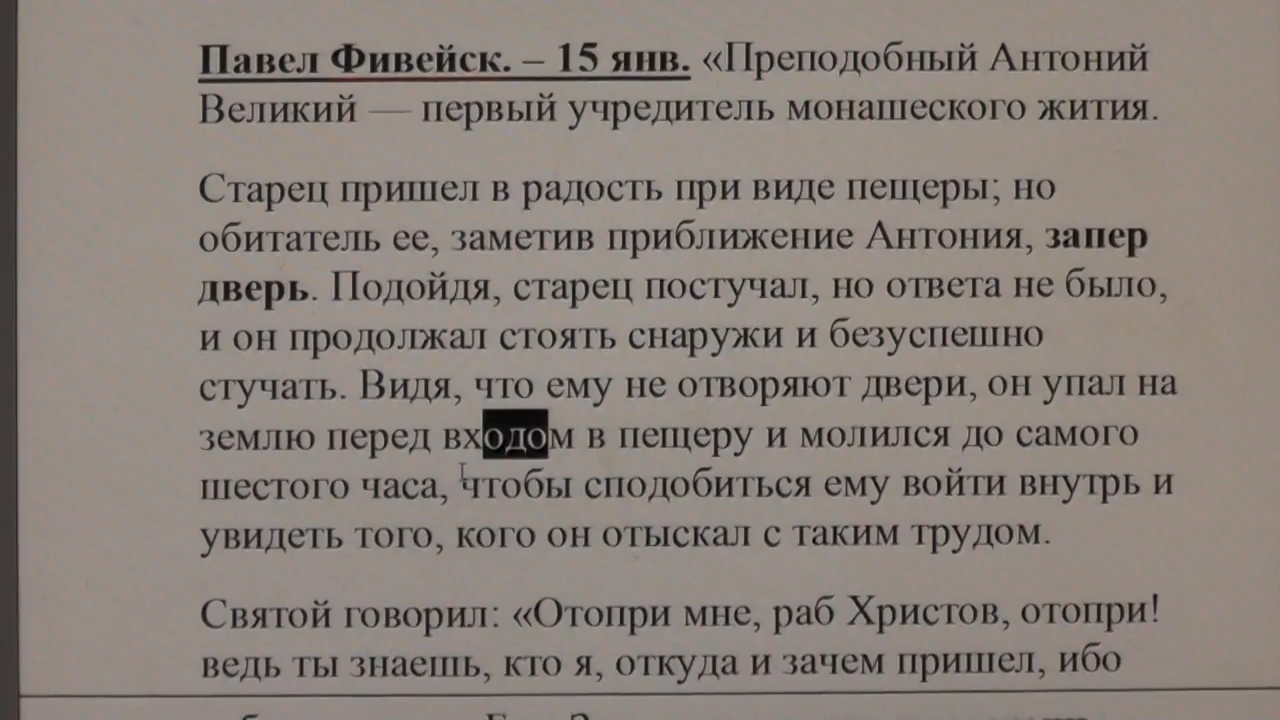 Павел Фивейск. – 15 янв. «Преподобный Антоний
Великий — первый учредитель монашеского жития.
Старец пришел в радость при виде пещеры; но
обитатель ее, заметив приближение Антония, запер
дверь. Подойдя, старец постучал, но ответа не было,
и он продолжал стоять снаружи и безуспешно
стучать. Видя, что ему не отворяют двери, он упал на
землю перед входом в пещеру и молился до самого
шестого часа, чтобы сподобиться ему войти внутрь и
увидеть того, кого он отыскал с таким трудом.
Святой говорил: «Отопри мне, раб Христов, отопри!
ведь ты знаешь, кто я, откуда и зачем пришел, ибо